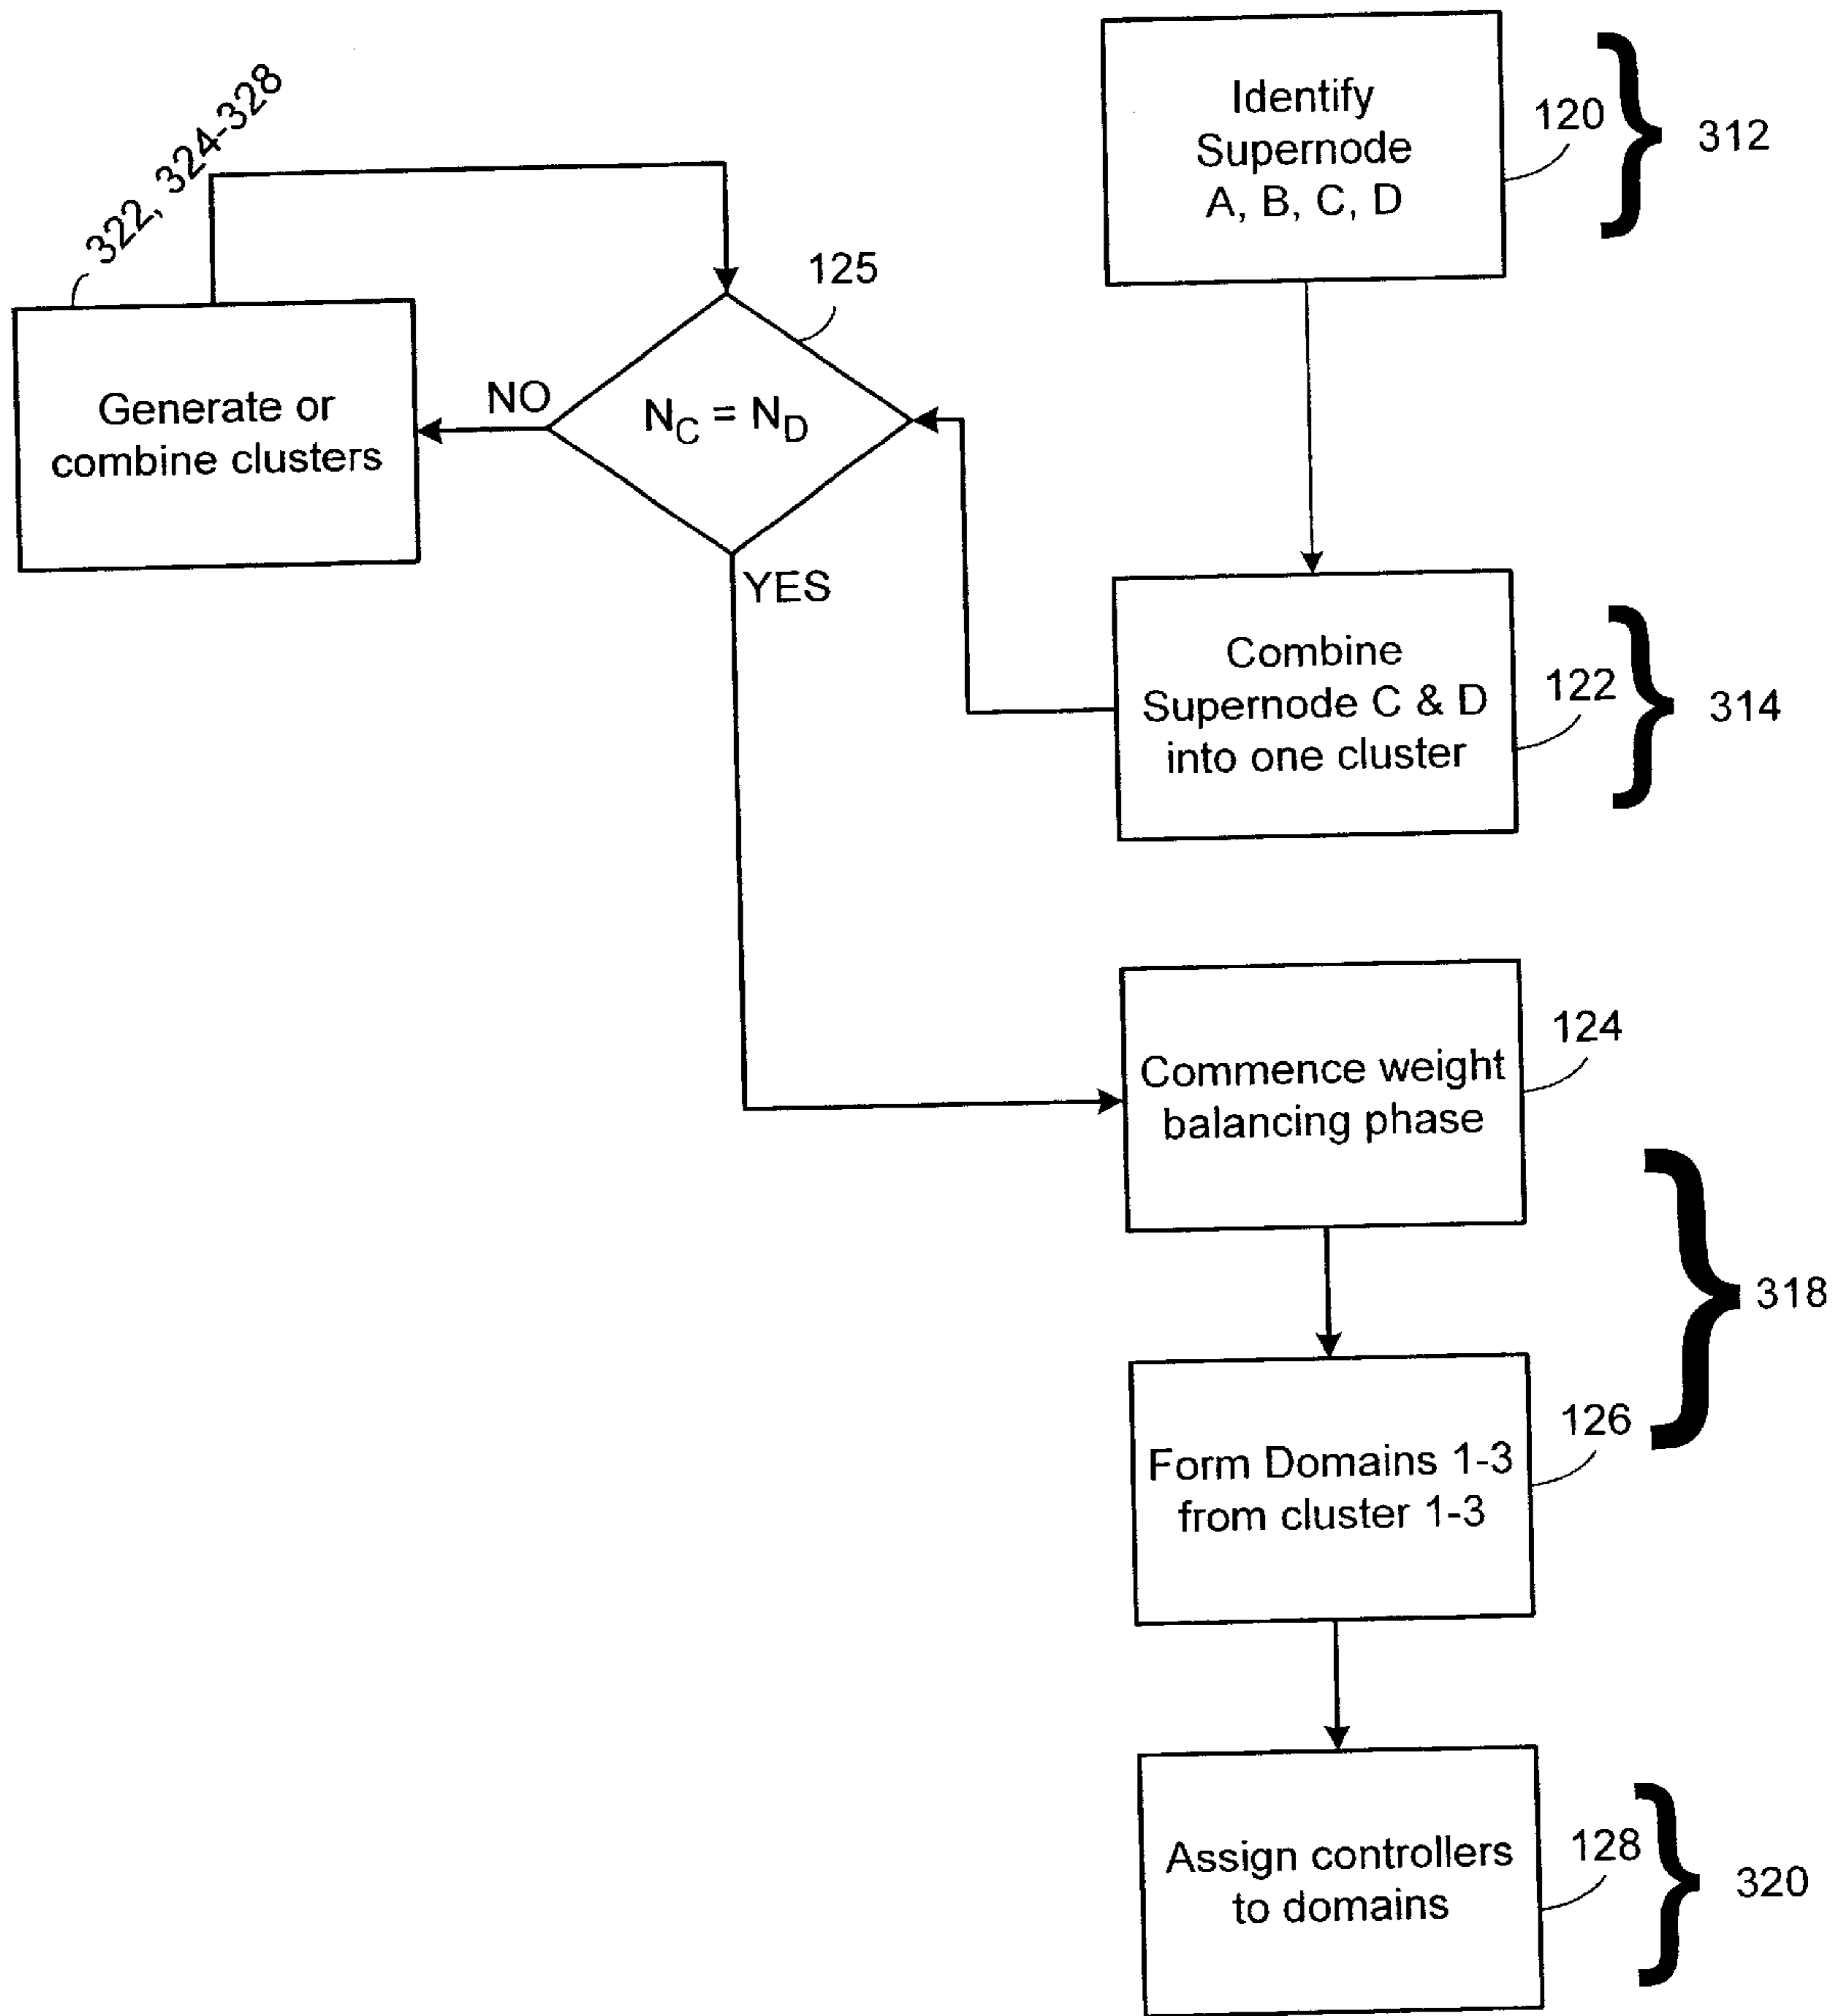 Identify
Supernode
A, B, C, D
120
312
322, 324-328
125
Generate or
combine clusters
NO
N_C = N_D
YES
Combine
Supernode C & D
into one cluster
122
314
Commence weight
balancing phase
124
318
Form Domains 1-3
from cluster 1-3
126
Assign controllers
to domains
128
320